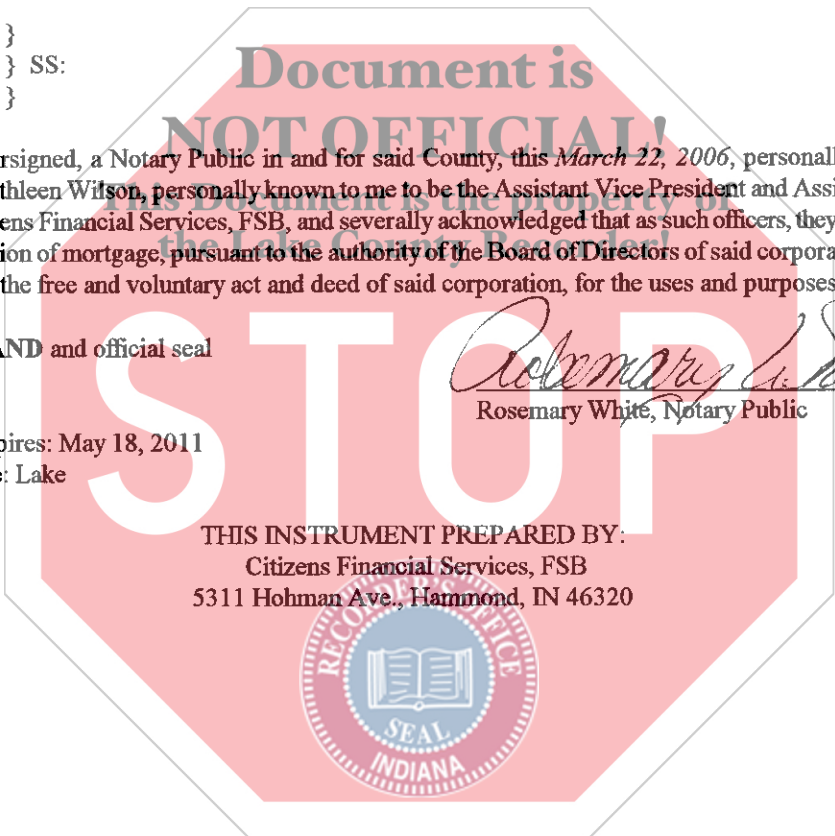 }
} SS:
}
Document is
NOT OFFICIAL!
This Document is the property of
the Lake County Recorder!
rsigned, a Notary Public in and for said County, this March 22, 2006, personall
thleen Wilson, personally known to me to be the Assistant Vice President and Assi
ens Financial Services, FSB, and severally acknowledged that as such officers, they
ion of mortgage, pursuant to the authority of the Board of Directors of said corpora
the free and voluntary act and deed of said corporation, for the uses and purposes
AND and official seal
STOP
Rosemary White, Notary Public
pires: May 18, 2011
e: Lake
THIS INSTRUMENT PREPARED BY:
Citizens Financial Services, FSB
5311 Hohman Ave., Hammond, IN 46320
RECORDER'S OFFICE
SEAL
INDIANA